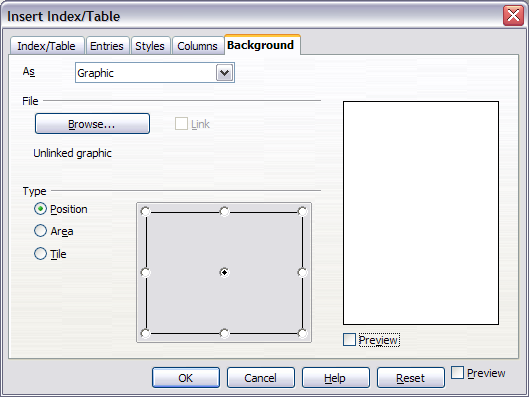 Insert Index/Table
Index/Table Entries Styles Columns Background
As Graphic
File
Browse... Link
Unlinked graphic
Type
Position
Area
Tile
Preview
OK Cancel Help Reset Preview